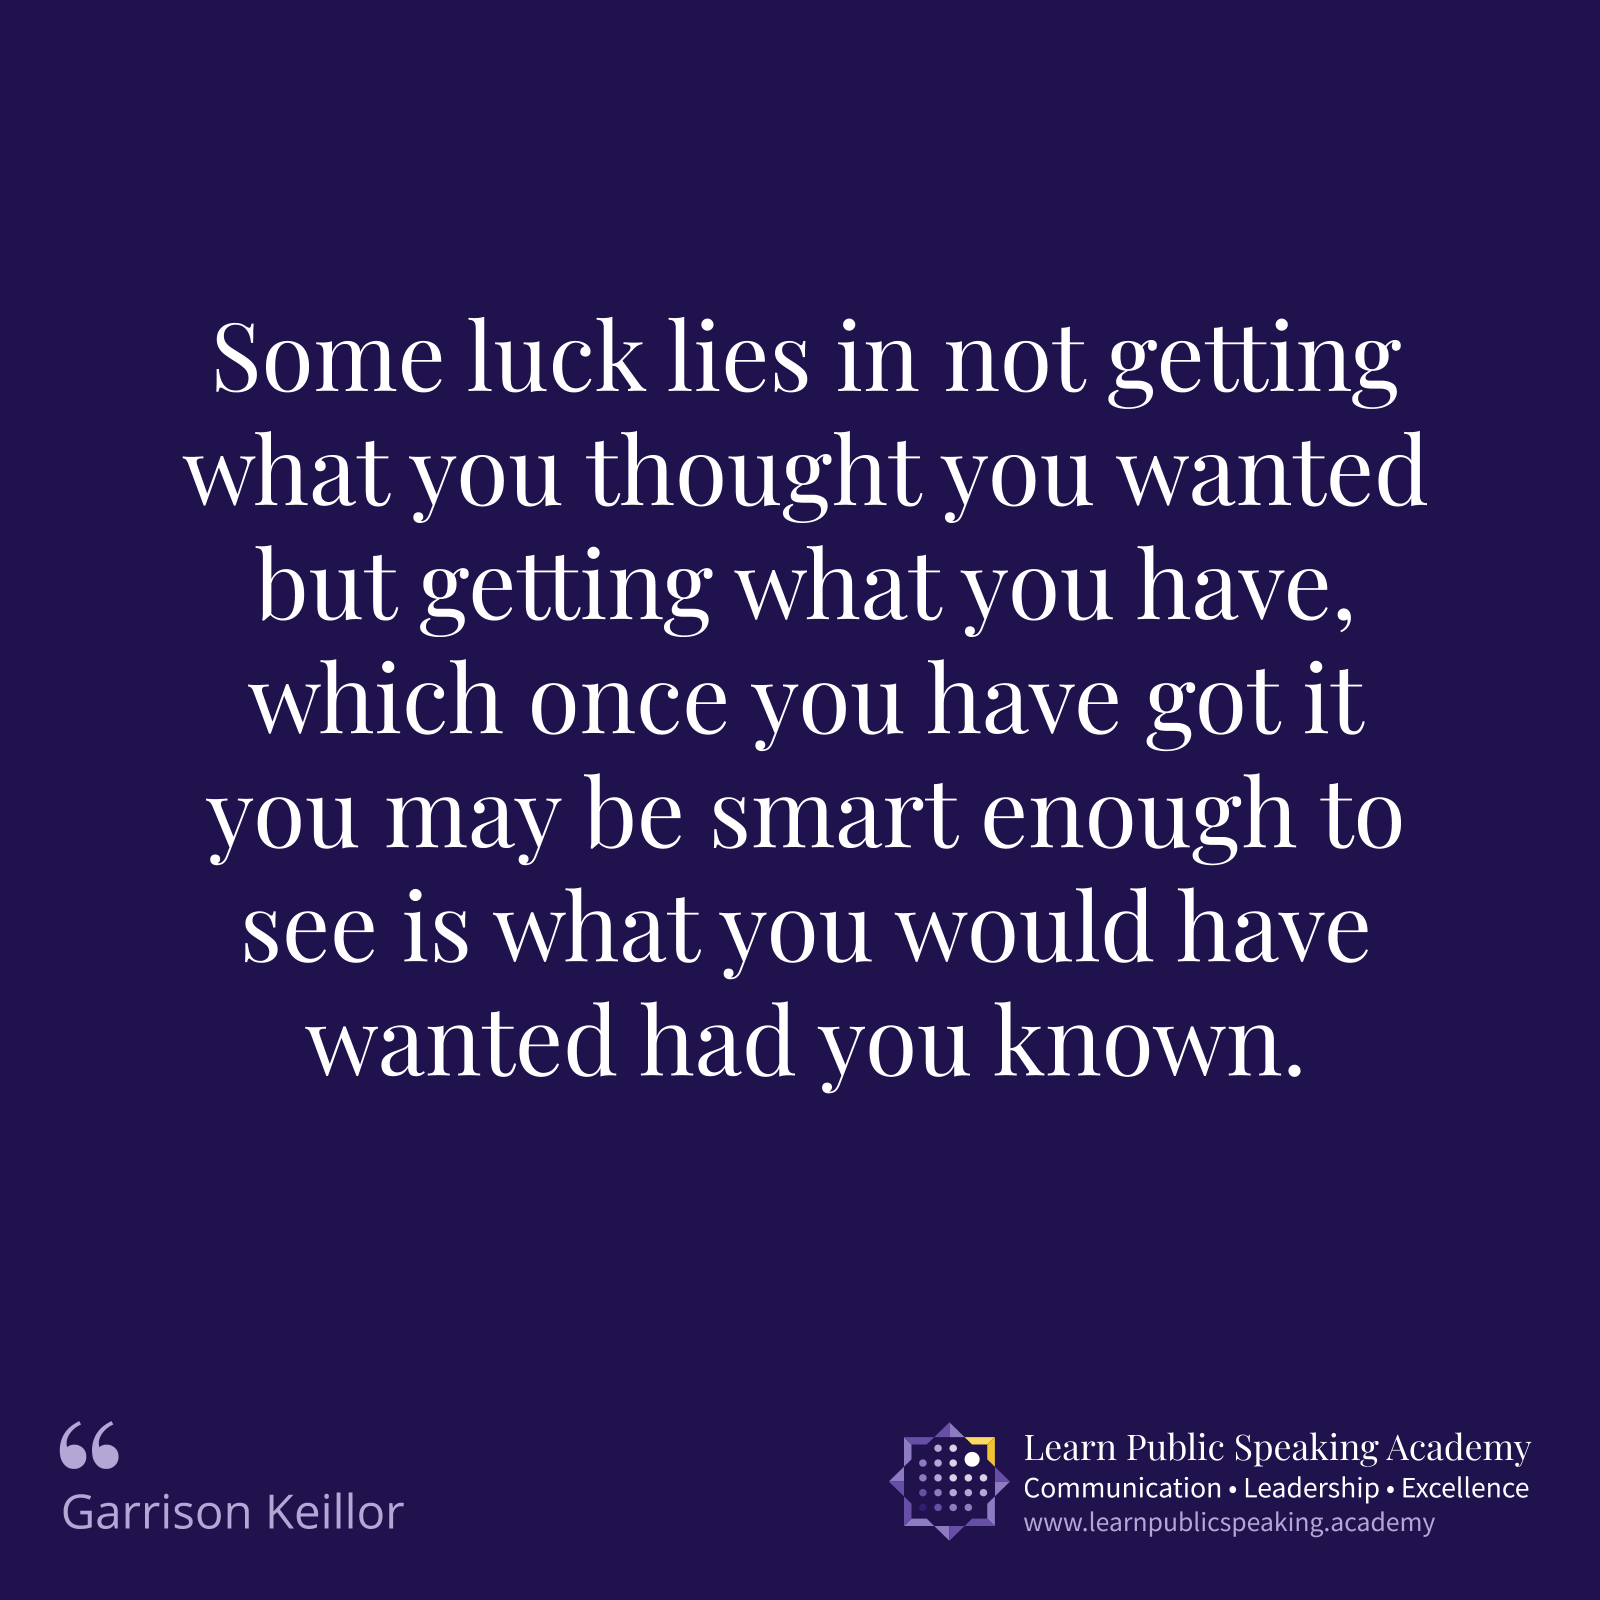 Some luck lies in not getting
what you thought you wanted
but getting what you have,
which once you have got it
you may be smart enough to
see is what you would have
wanted had you known.
“
Garrison Keillor
Learn Public Speaking Academy
Communication • Leadership • Excellence
www.learnpublicspeaking.academy